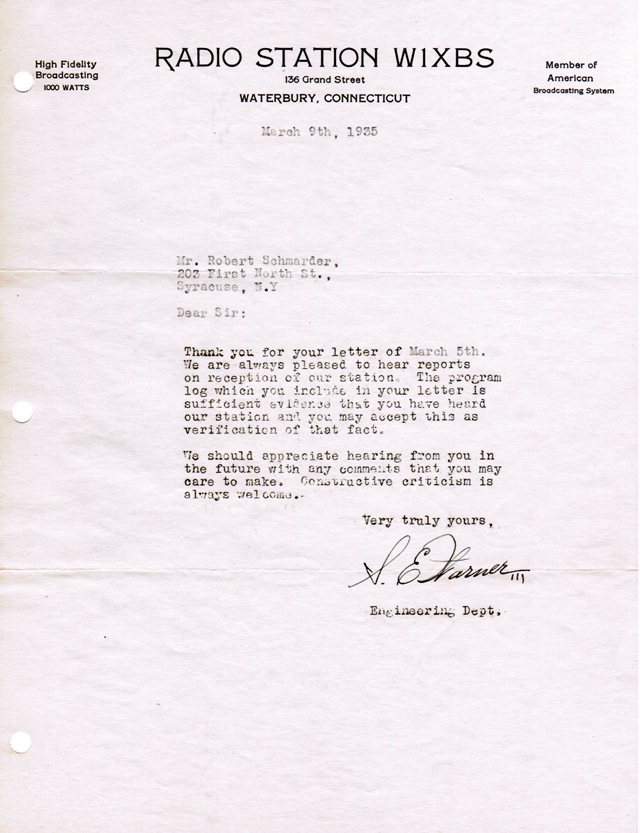 High Fidelity
Broadcasting
1000 WATTS
RADIO STATION W1XBS
136 Grand Street
WATERBURY, CONNECTICUT
Member of
American
Broadcasting System
March 9th, 1935
Mr. Robert Schmarder,
203 First North St.,
Syracuse, N.Y
Dear Sir:
Thank you for your letter of March 5th.
We are always pleased to hear reports
on reception of our station. The program
log which you include in your letter is
sufficient evidence that you have heard
our station and you may accept this as
verification of that fact.
We should appreciate hearing from you in
the future with any comments that you may
care to make. Constructive criticism is
always welcome.
Very truly yours,
S. E. Warner
Engineering Dept.